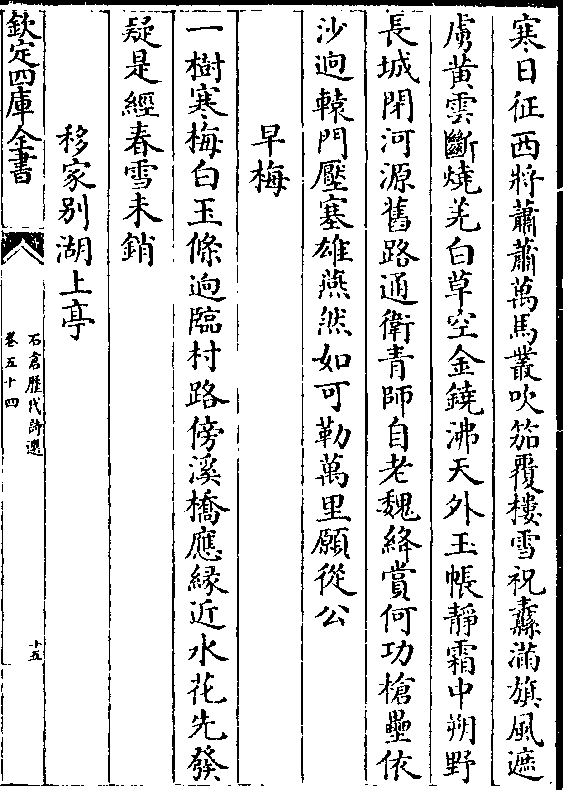 寒日征西將蕭蕭萬馬叢吹笳覆樓雪祝纛滿旗風遮
虜黄雲斷燒羌白草空金鐃沸天外玉帳靜霜中朔野
長城閉河源舊路通衛青師自老魏絳賞何功槍壘依
沙逈轅門壓塞雄燕然如可勒萬里願從公
早梅
一樹寒梅白玉條逈臨村路傍溪橋應緣近水花先發
疑是經春雪未銷
移家别湖上亭
欽定四庫全書
石倉歷代詩選
卷五十四
十五